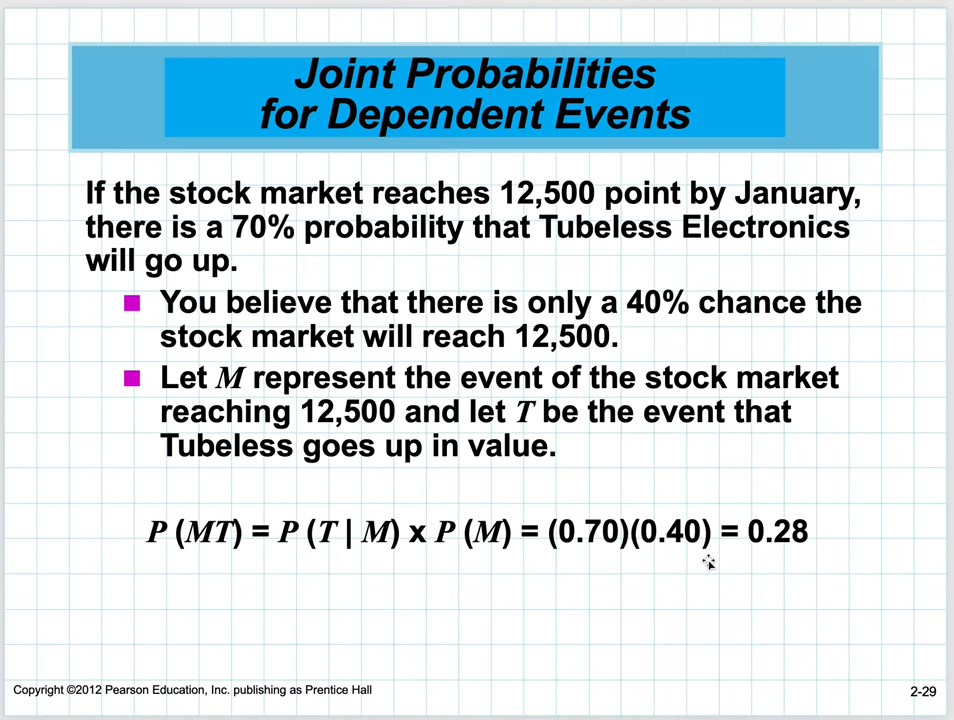 Joint Probabilities
for Dependent Events
If the stock market reaches 12,500 point by January,
there is a 70% probability that Tubeless Electronics
will go up.
■ You believe that there is only a 40% chance the
stock market will reach 12,500.
■ Let M represent the event of the stock market
reaching 12,500 and let T be the event that
Tubeless goes up in value.
P (MT) = P (T | M) x P (M) = (0.70)(0.40) = 0.28
Copyright ©2012 Pearson Education, Inc. publishing as Prentice Hall
2-29